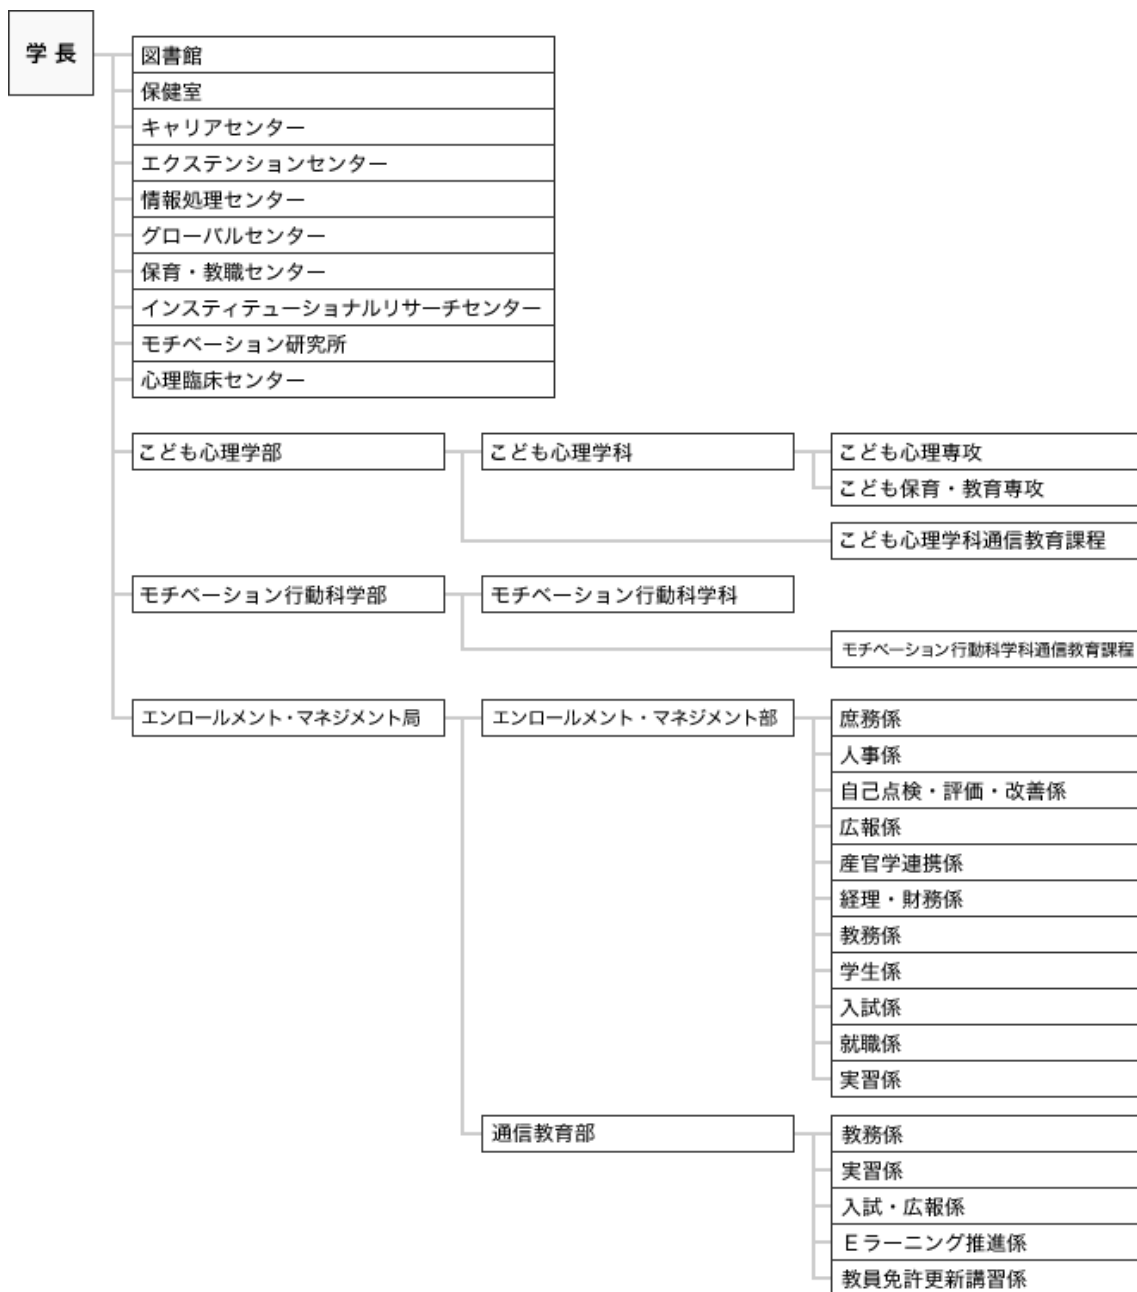 学長
図書館
保健室
キャリアセンター
エクステンションセンター
情報処理センター
グローバルセンター
保育・教職センター
インスティテューショナルリサーチセンター
モチベーション研究所
心理臨床センター
こども心理学部
こども心理学科
こども心理専攻
こども保育・教育専攻
こども心理学科通信教育課程
モチベーション行動科学部
モチベーション行動科学科
モチベーション行動科学科通信教育課程
エンロールメント・マネジメント局
エンロールメント・マネジメント部
庶務係
人事係
自己点検・評価・改善係
広報係
産官学連携係
経理・財務係
教務係
学生係
入試係
就職係
実習係
通信教育部
教務係
実習係
入試・広報係
Eラーニング推進係
教員免許更新講習係